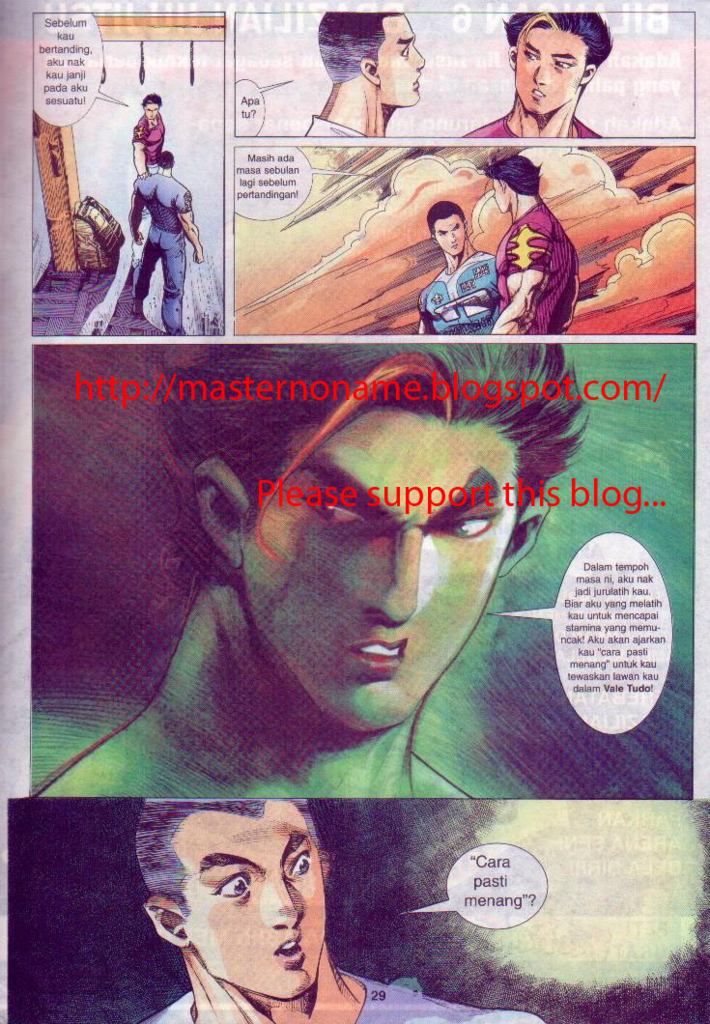 Sebelum
kau
bertanding,
aku nak
kau janji
pada aku
sesuatu!
Apa
tu?
Masih ada
masa sebulan
lagi sebelum
pertandingan!
http://masternoname.blogspot.com/
Please support this blog...
Dalam tempoh
masa ni, aku nak
jadi jurulatih kau.
Biar aku yang melatih
kau untuk mencapai
stamina yang memu-
ncak! Aku akan ajarkan
kau "cara pasti
menang" untuk kau
tewaskan lawan kau
dalam Vale Tudo!
"Cara
pasti
menang"?
29